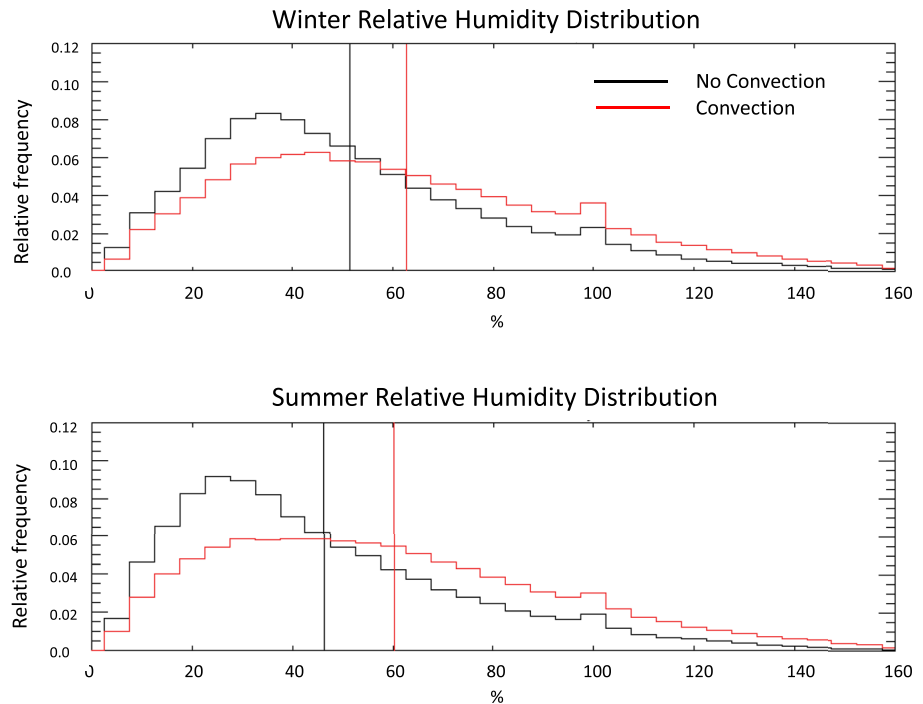 Winter Relative Humidity Distribution
0.12
0.10
0.08
0.06
0.04
0.02
0.0
Relative frequency
No Convection
Convection
0 20 40 60 80 100 120 140 160
%
Summer Relative Humidity Distribution
0.12
0.10
0.08
0.06
0.04
0.02
0.0
Relative frequency
0 20 40 60 80 100 120 140 160
%